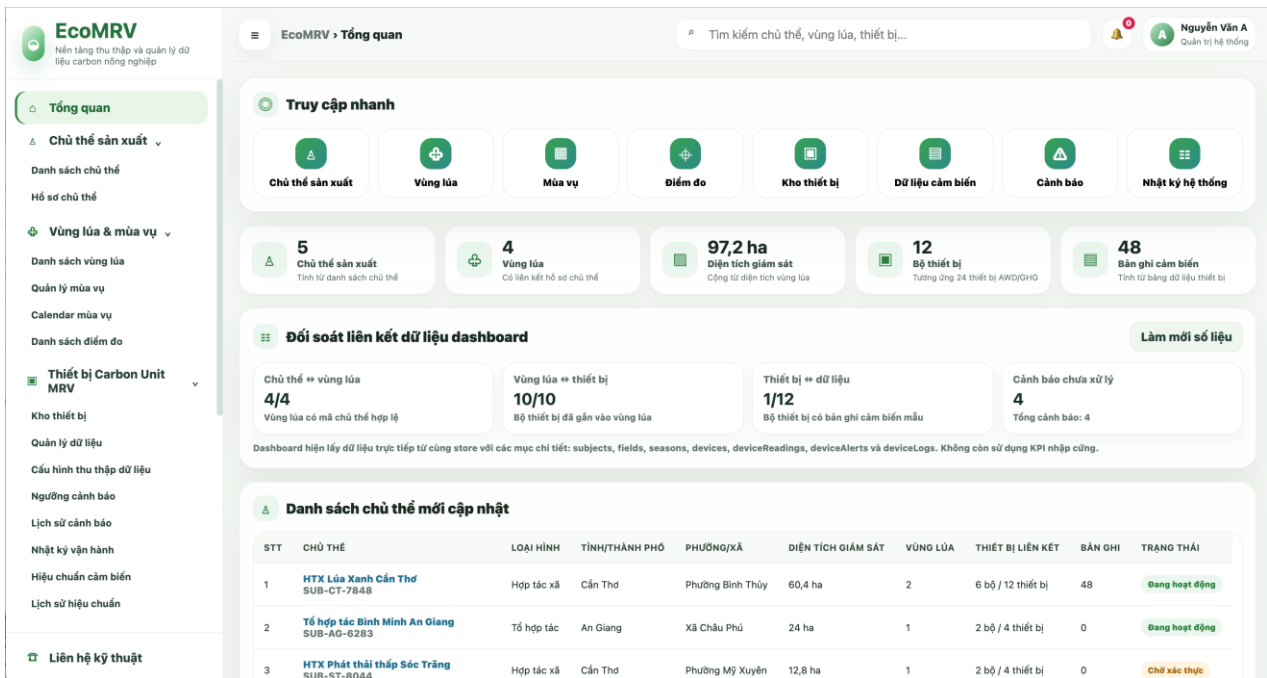 EcoMRV
Nền tảng thu thập và quản lý dữ
liệu carbon nông nghiệp
Tổng quan
Chủ thể sản xuất
Danh sách chủ thể
Hồ sơ chủ thể
Vùng lúa & mùa vụ
Danh sách vùng lúa
Quản lý mùa vụ
Calendar mùa vụ
Danh sách điểm đo
Thiết bị Carbon Unit
MRV
Kho thiết bị
Quản lý dữ liệu
Cấu hình thu thập dữ liệu
Ngưỡng cảnh báo
Lịch sử cảnh báo
Nhật ký vận hành
Hiệu chuẩn cảm biến
Lịch sử hiệu chuẩn
Liên hệ kỹ thuật
EcoMRV › Tổng quan
Tìm kiếm chủ thể, vùng lúa, thiết bị...
0
A
Nguyễn Văn A
Quản trị hệ thống
Truy cập nhanh
Chủ thể sản xuất
Vùng lúa
Mùa vụ
Điểm đo
Kho thiết bị
Dữ liệu cảm biến
Cảnh báo
Nhật ký hệ thống
5
Chủ thể sản xuất
Tính từ danh sách chủ thể
4
Vùng lúa
Có liên kết hồ sơ chủ thể
97,2 ha
Diện tích giám sát
Cộng từ diện tích vùng lúa
12
Bộ thiết bị
Tương ứng 24 thiết bị AWD/GHG
48
Bản ghi cảm biến
Tính từ bảng dữ liệu thiết bị
Đối soát liên kết dữ liệu dashboard
Làm mới số liệu
Chủ thể ⇔ vùng lúa
4/4
Vùng lúa có mã chủ thể hợp lệ
Vùng lúa ⇔ thiết bị
10/10
Bộ thiết bị đã gắn vào vùng lúa
Thiết bị ⇔ dữ liệu
1/12
Bộ thiết bị có bản ghi cảm biến mẫu
Cảnh báo chưa xử lý
4
Tổng cảnh báo: 4
Dashboard hiện lấy dữ liệu trực tiếp từ cùng store với các mục chi tiết: subjects, fields, seasons, devices, deviceReadings, deviceAlerts và deviceLogs. Không còn sử dụng KPI nhập cứng.
Danh sách chủ thể mới cập nhật
STT CHỦ THỂ LOẠI HÌNH TỈNH/THÀNH PHỐ PHƯỜNG/XÃ DIỆN TÍCH GIÁM SÁT VÙNG LÚA THIẾT BỊ LIÊN KẾT BẢN GHI TRẠNG THÁI
1 HTX Lúa Xanh Cần Thơ Hợp tác xã Cần Thơ Phường Bình Thủy 60,4 ha 2 6 bộ / 12 thiết bị 48 Đang hoạt động
SUB-CT-7848
2 Tổ hợp tác Bình Minh An Giang Tổ hợp tác An Giang Xã Châu Phú 24 ha 1 2 bộ / 4 thiết bị 0 Đang hoạt động
SUB-AG-6283
3 HTX Phát thải thấp Sóc Trăng Hợp tác xã Cần Thơ Phường Mỹ Xuyên 12,8 ha 1 2 bộ / 4 thiết bị 0 Chờ xác thực
SUB-ST-8044